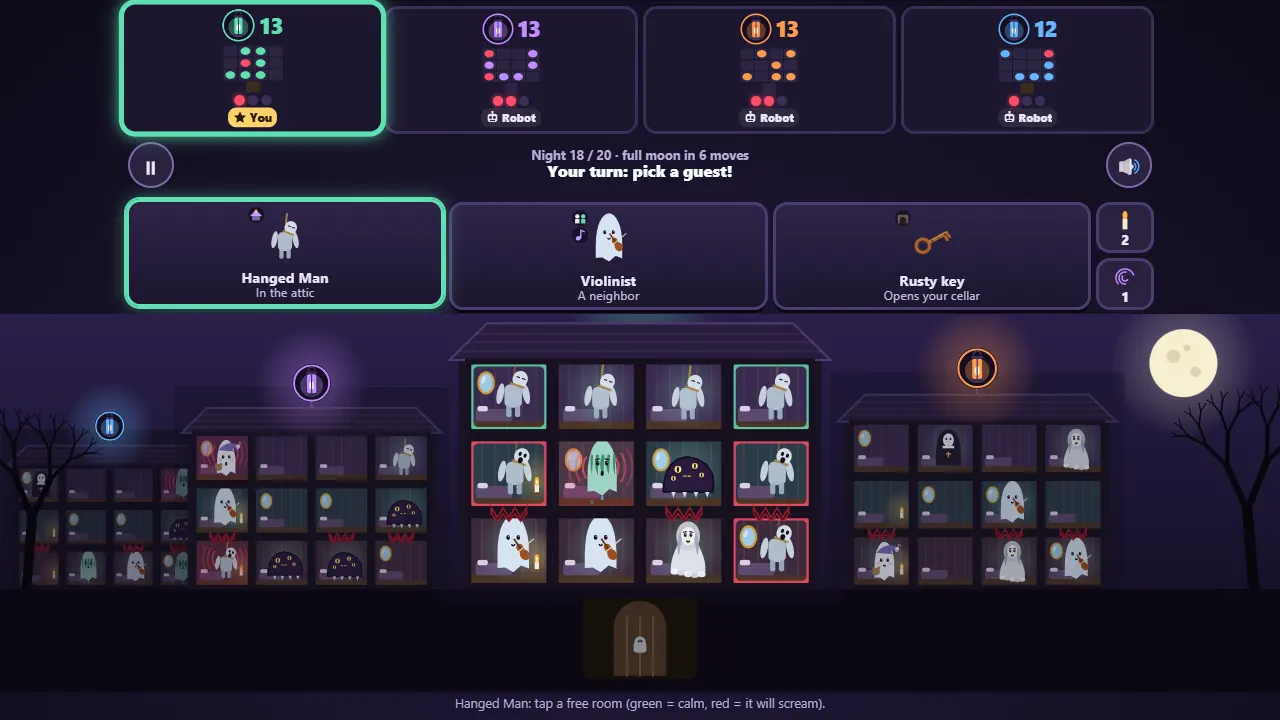 13
You
13
Robot
13
Robot
12
Robot
Night 18 / 20 · full moon in 6 moves
Your turn: pick a guest!
Hanged Man
In the attic
Violinist
A neighbor
Rusty key
Opens your cellar
2
1
Hanged Man: tap a free room (green = calm, red = it will scream).